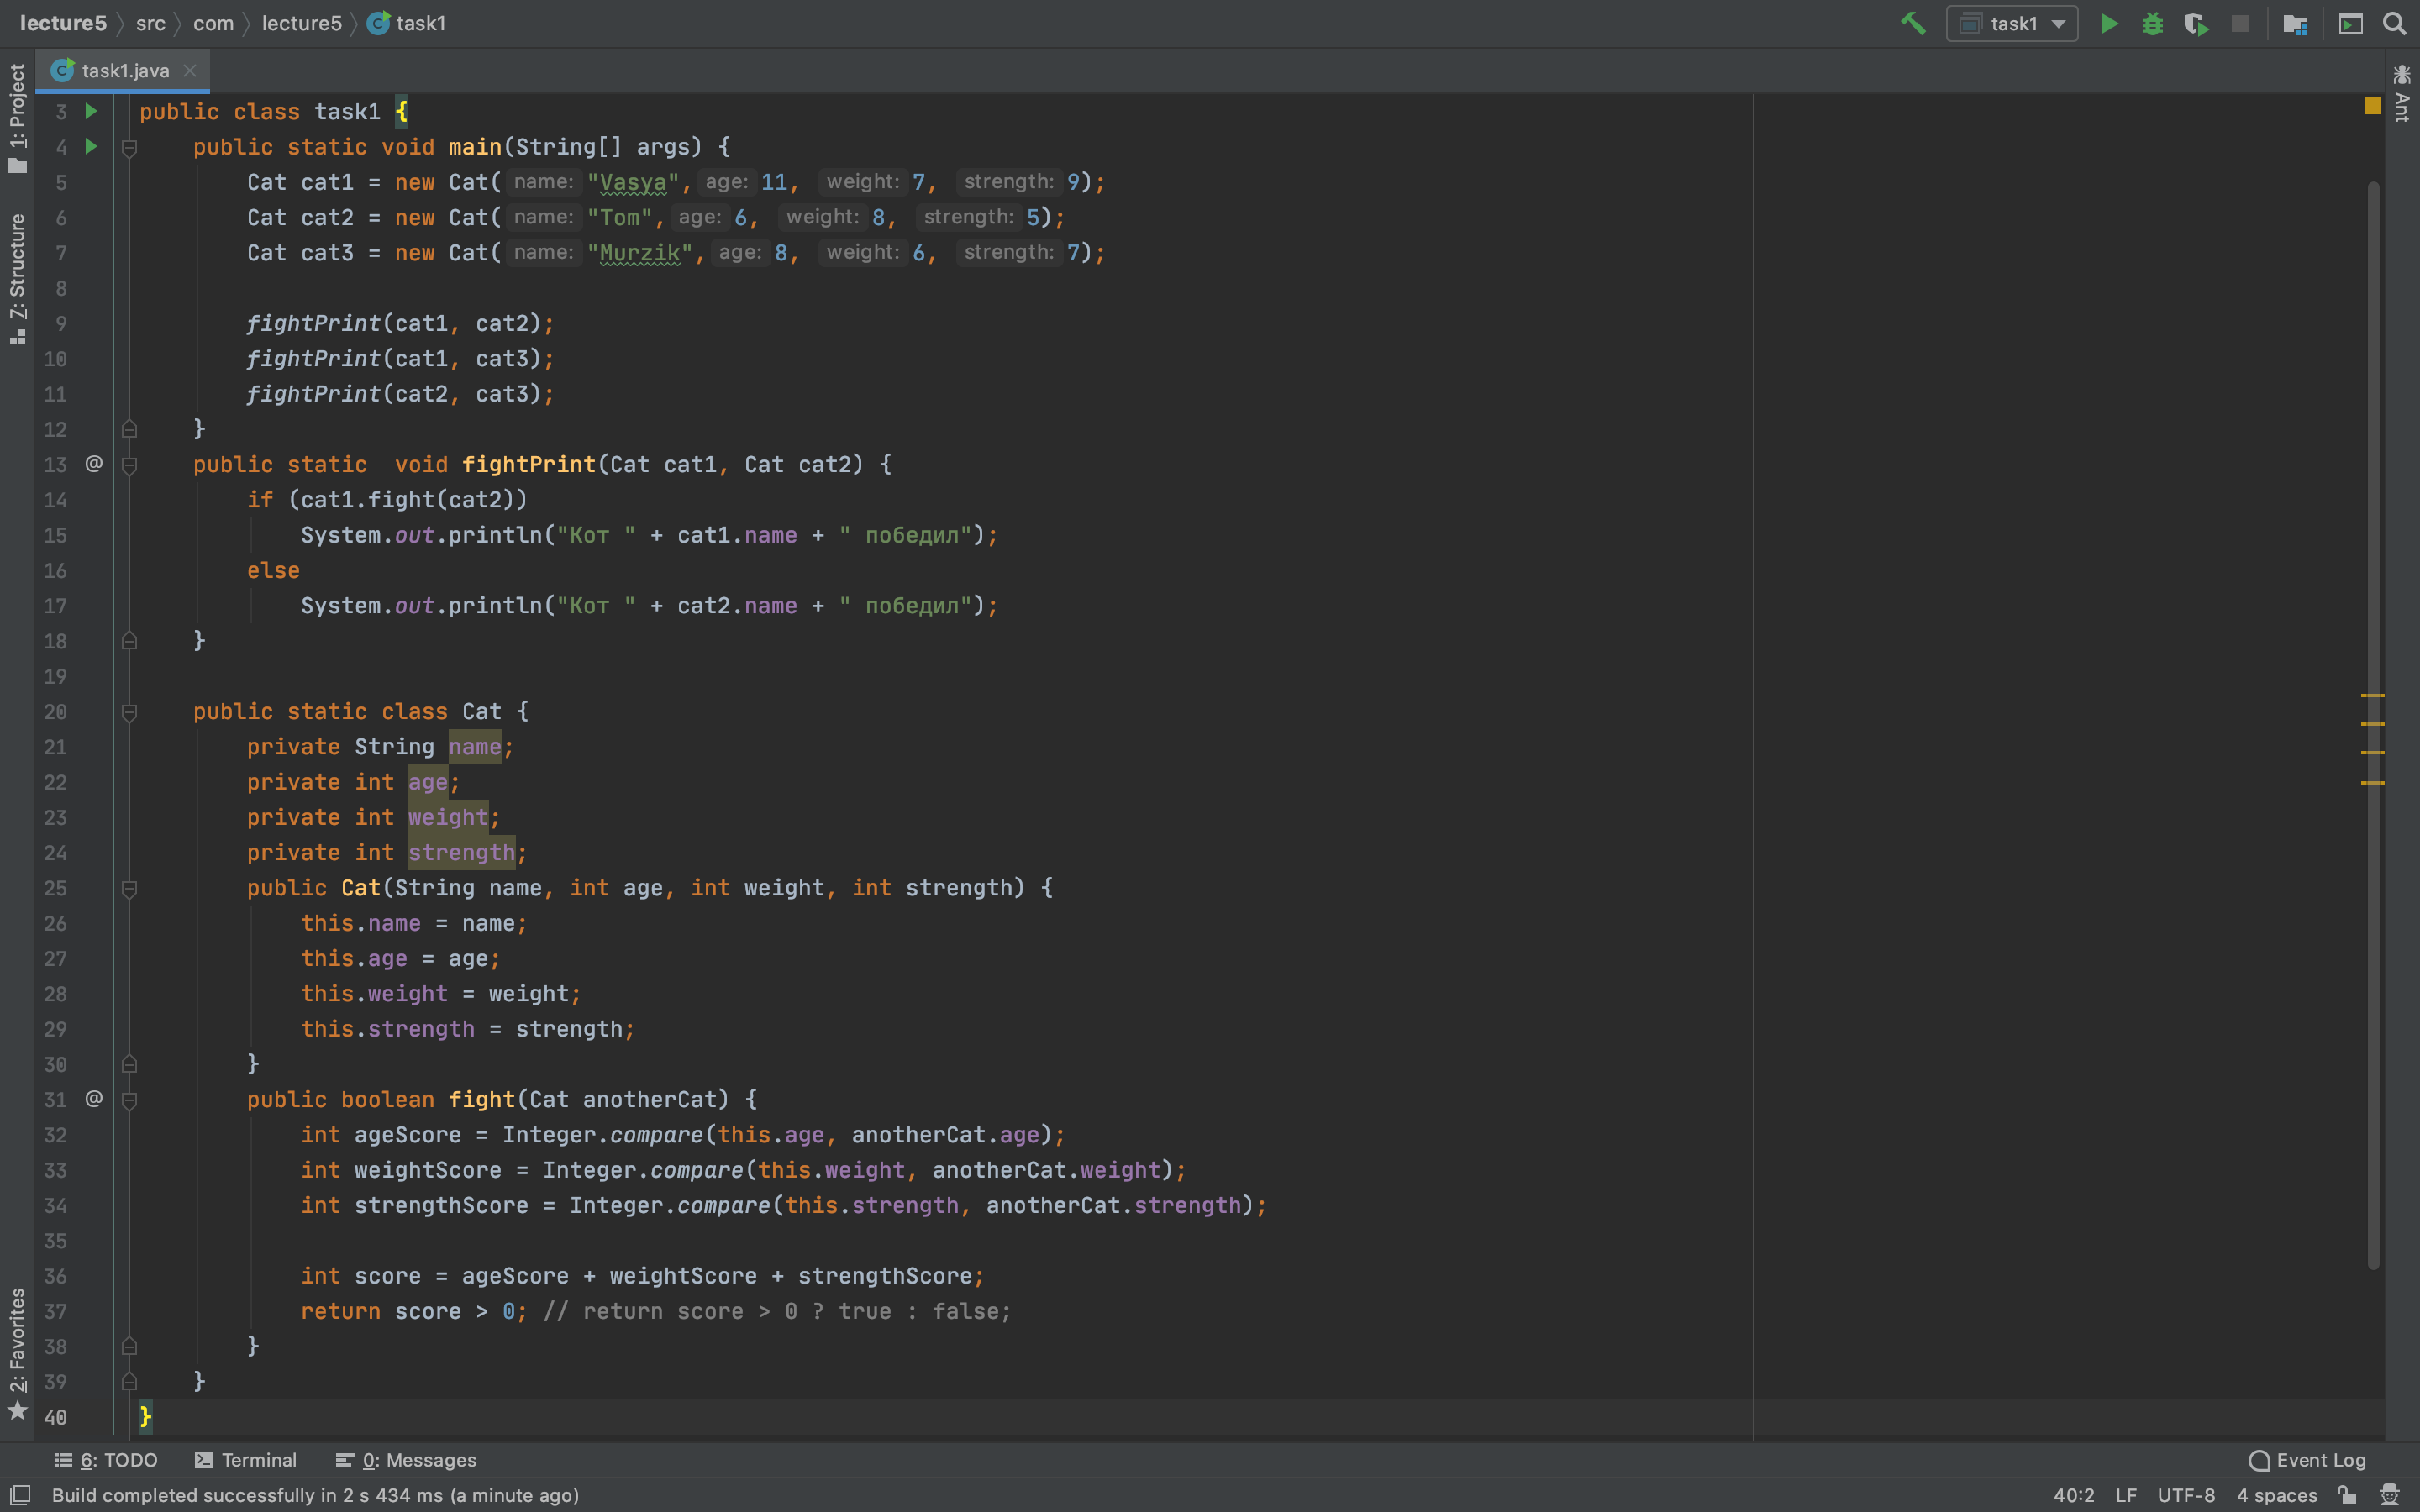 lecture5 src com lecture5 task1 task1
task1.java
1: Project
7: Structure
2: Favorites
Ant
3 public class task1 {
4 public static void main(String[] args) {
5 Cat cat1 = new Cat( name: "Vasya", age: 11, weight: 7, strength: 9);
6 Cat cat2 = new Cat( name: "Tom", age: 6, weight: 8, strength: 5);
7 Cat cat3 = new Cat( name: "Murzik", age: 8, weight: 6, strength: 7);
8
9 fightPrint(cat1, cat2);
10 fightPrint(cat1, cat3);
11 fightPrint(cat2, cat3);
12 }
13 @ public static  void fightPrint(Cat cat1, Cat cat2) {
14 if (cat1.fight(cat2))
15 System.out.println("Кот " + cat1.name + " победил");
16 else
17 System.out.println("Кот " + cat2.name + " победил");
18 }
19
20 public static class Cat {
21 private String name;
22 private int age;
23 private int weight;
24 private int strength;
25 public Cat(String name, int age, int weight, int strength) {
26 this.name = name;
27 this.age = age;
28 this.weight = weight;
29 this.strength = strength;
30 }
31 @ public boolean fight(Cat anotherCat) {
32 int ageScore = Integer.compare(this.age, anotherCat.age);
33 int weightScore = Integer.compare(this.weight, anotherCat.weight);
34 int strengthScore = Integer.compare(this.strength, anotherCat.strength);
35
36 int score = ageScore + weightScore + strengthScore;
37 return score > 0; // return score > 0 ? true : false;
38 }
39 }
40 }
6: TODO Terminal 0: Messages Event Log
Build completed successfully in 2 s 434 ms (a minute ago) 40:2 LF UTF-8 4 spaces